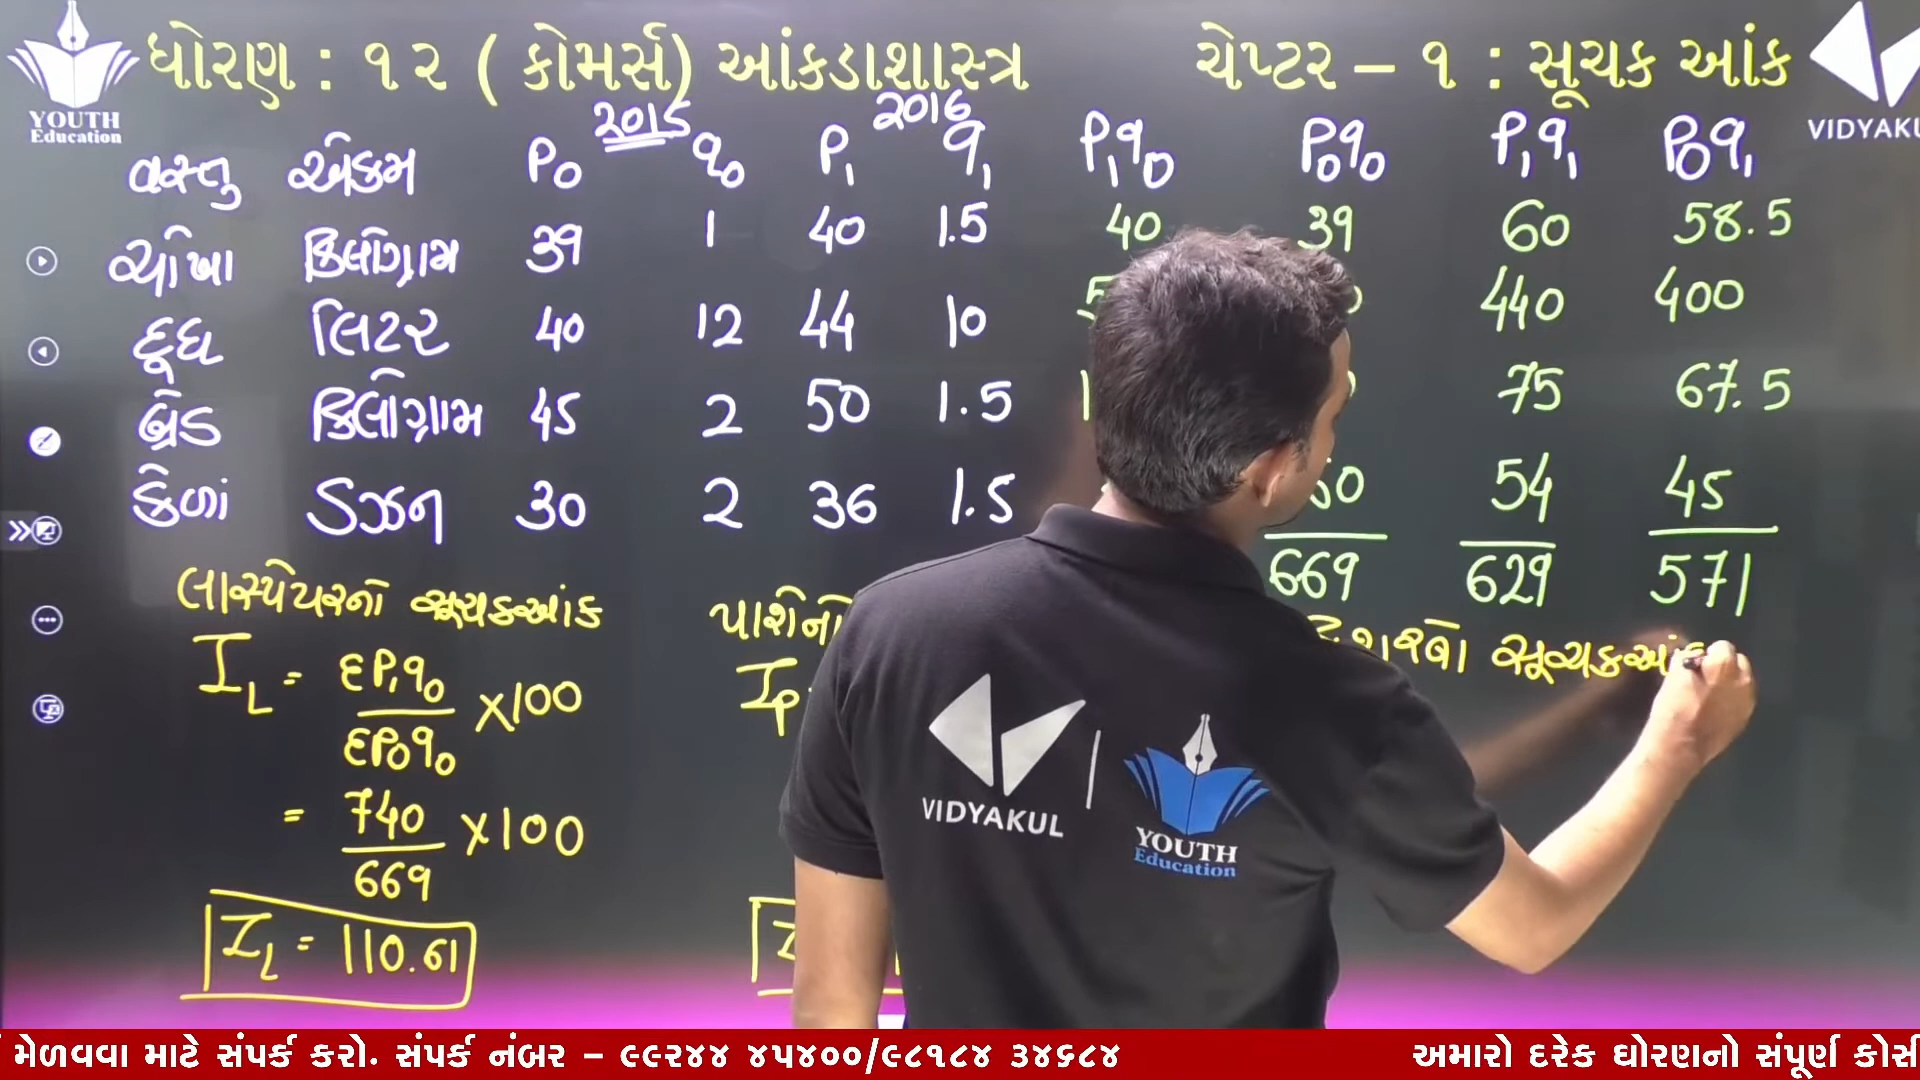 YOUTH
Education
ધોરણ : ૧૨ ( કોમર્સ) આંકડાશાસ્ત્ર ચેપ્ટર – ૧ : સૂચક આંક
VIDYAKU
2015 2016
વસ્તુ એકમ P₀ q₀ P₁ q₁ P₁q₀ P₀q₀ P₁q₁ P₀q₁
ચોખા કિલોગ્રામ 39 1 40 1.5 40 39 60 58.5
દૂધ લિટર 40 12 44 10 440 400
બ્રેડ કિલોગ્રામ 45 2 50 1.5 75 67.5
કેળાં ડઝન 30 2 36 1.5 54 45
669 629 571
લાસ્પેયરનો સૂચકઆંક પાશેનો સૂચકઆં
I_L = ΣP₁q₀ / ΣP₀q₀ ×100
= 740 / 669 ×100
I_L = 110.61
VIDYAKUL
YOUTH
Education
મેળવવા માટે સંપર્ક કરો. સંપર્ક નંબર – ૯૯૨૪૪ ૪૫૪૦૦/૯૮૧૮૪ ૩૪૬૮૪ અમારો દરેક ધોરણનો સંપૂર્ણ કોર્સ